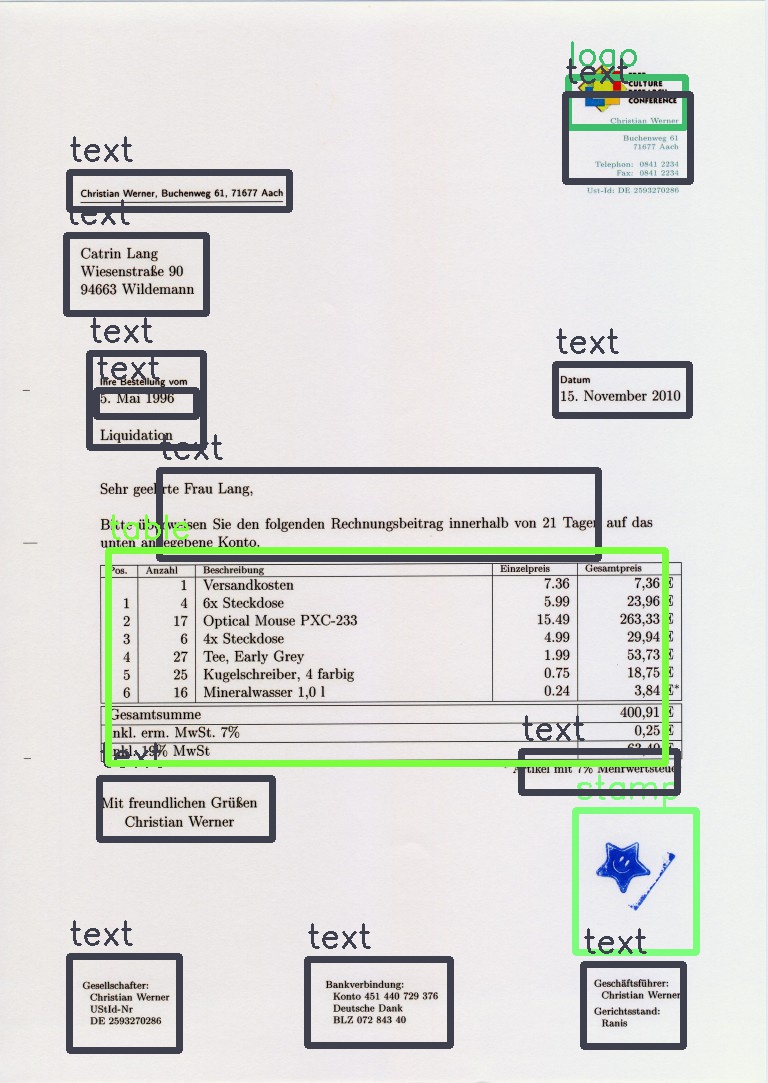 logo
text
FREE
CULTURE
RESEARCH
CONFERENCE
Christian Werner
Buchenweg 61
71677 Aach
Telephon: 0841 2234
Fax: 0841 2234
Ust-Id: DE 2593270286
text
Christian Werner, Buchenweg 61, 71677 Aach
text
Catrin Lang
Wiesenstraße 90
94663 Wildemann
text
text
Ihre Bestellung vom
5. Mai 1996
Liquidation
text
Datum
15. November 2010
text
Sehr geehrte Frau Lang,
Bitte überweisen Sie den folgenden Rechnungsbeitrag innerhalb von 21 Tagen auf das
unten angegebene Konto.
table
Pos. Anzahl Beschreibung Einzelpreis Gesamtpreis
1 Versandkosten 7.36 7,36 E
1 4 6x Steckdose 5.99 23,96 E
2 17 Optical Mouse PXC-233 15.49 263,33 E
3 6 4x Steckdose 4.99 29,94 E
4 27 Tee, Early Grey 1.99 53,73 E
5 25 Kugelschreiber, 4 farbig 0.75 18,75 E
6 16 Mineralwasser 1,0 l 0.24 3,84 E*
Gesamtsumme 400,91 E
inkl. erm. MwSt. 7% 0,25 E
inkl. 19% MwSt 63,40
text
* Artikel mit 7% Mehrwertsteuer
text
Mit freundlichen Grüßen
Christian Werner
stamp
text
Gesellschafter:
Christian Werner
UStId-Nr
DE 2593270286
text
Bankverbindung:
Konto 451 440 729 376
Deutsche Dank
BLZ 072 843 40
text
Geschäftsführer:
Christian Werner
Gerichtsstand:
Ranis